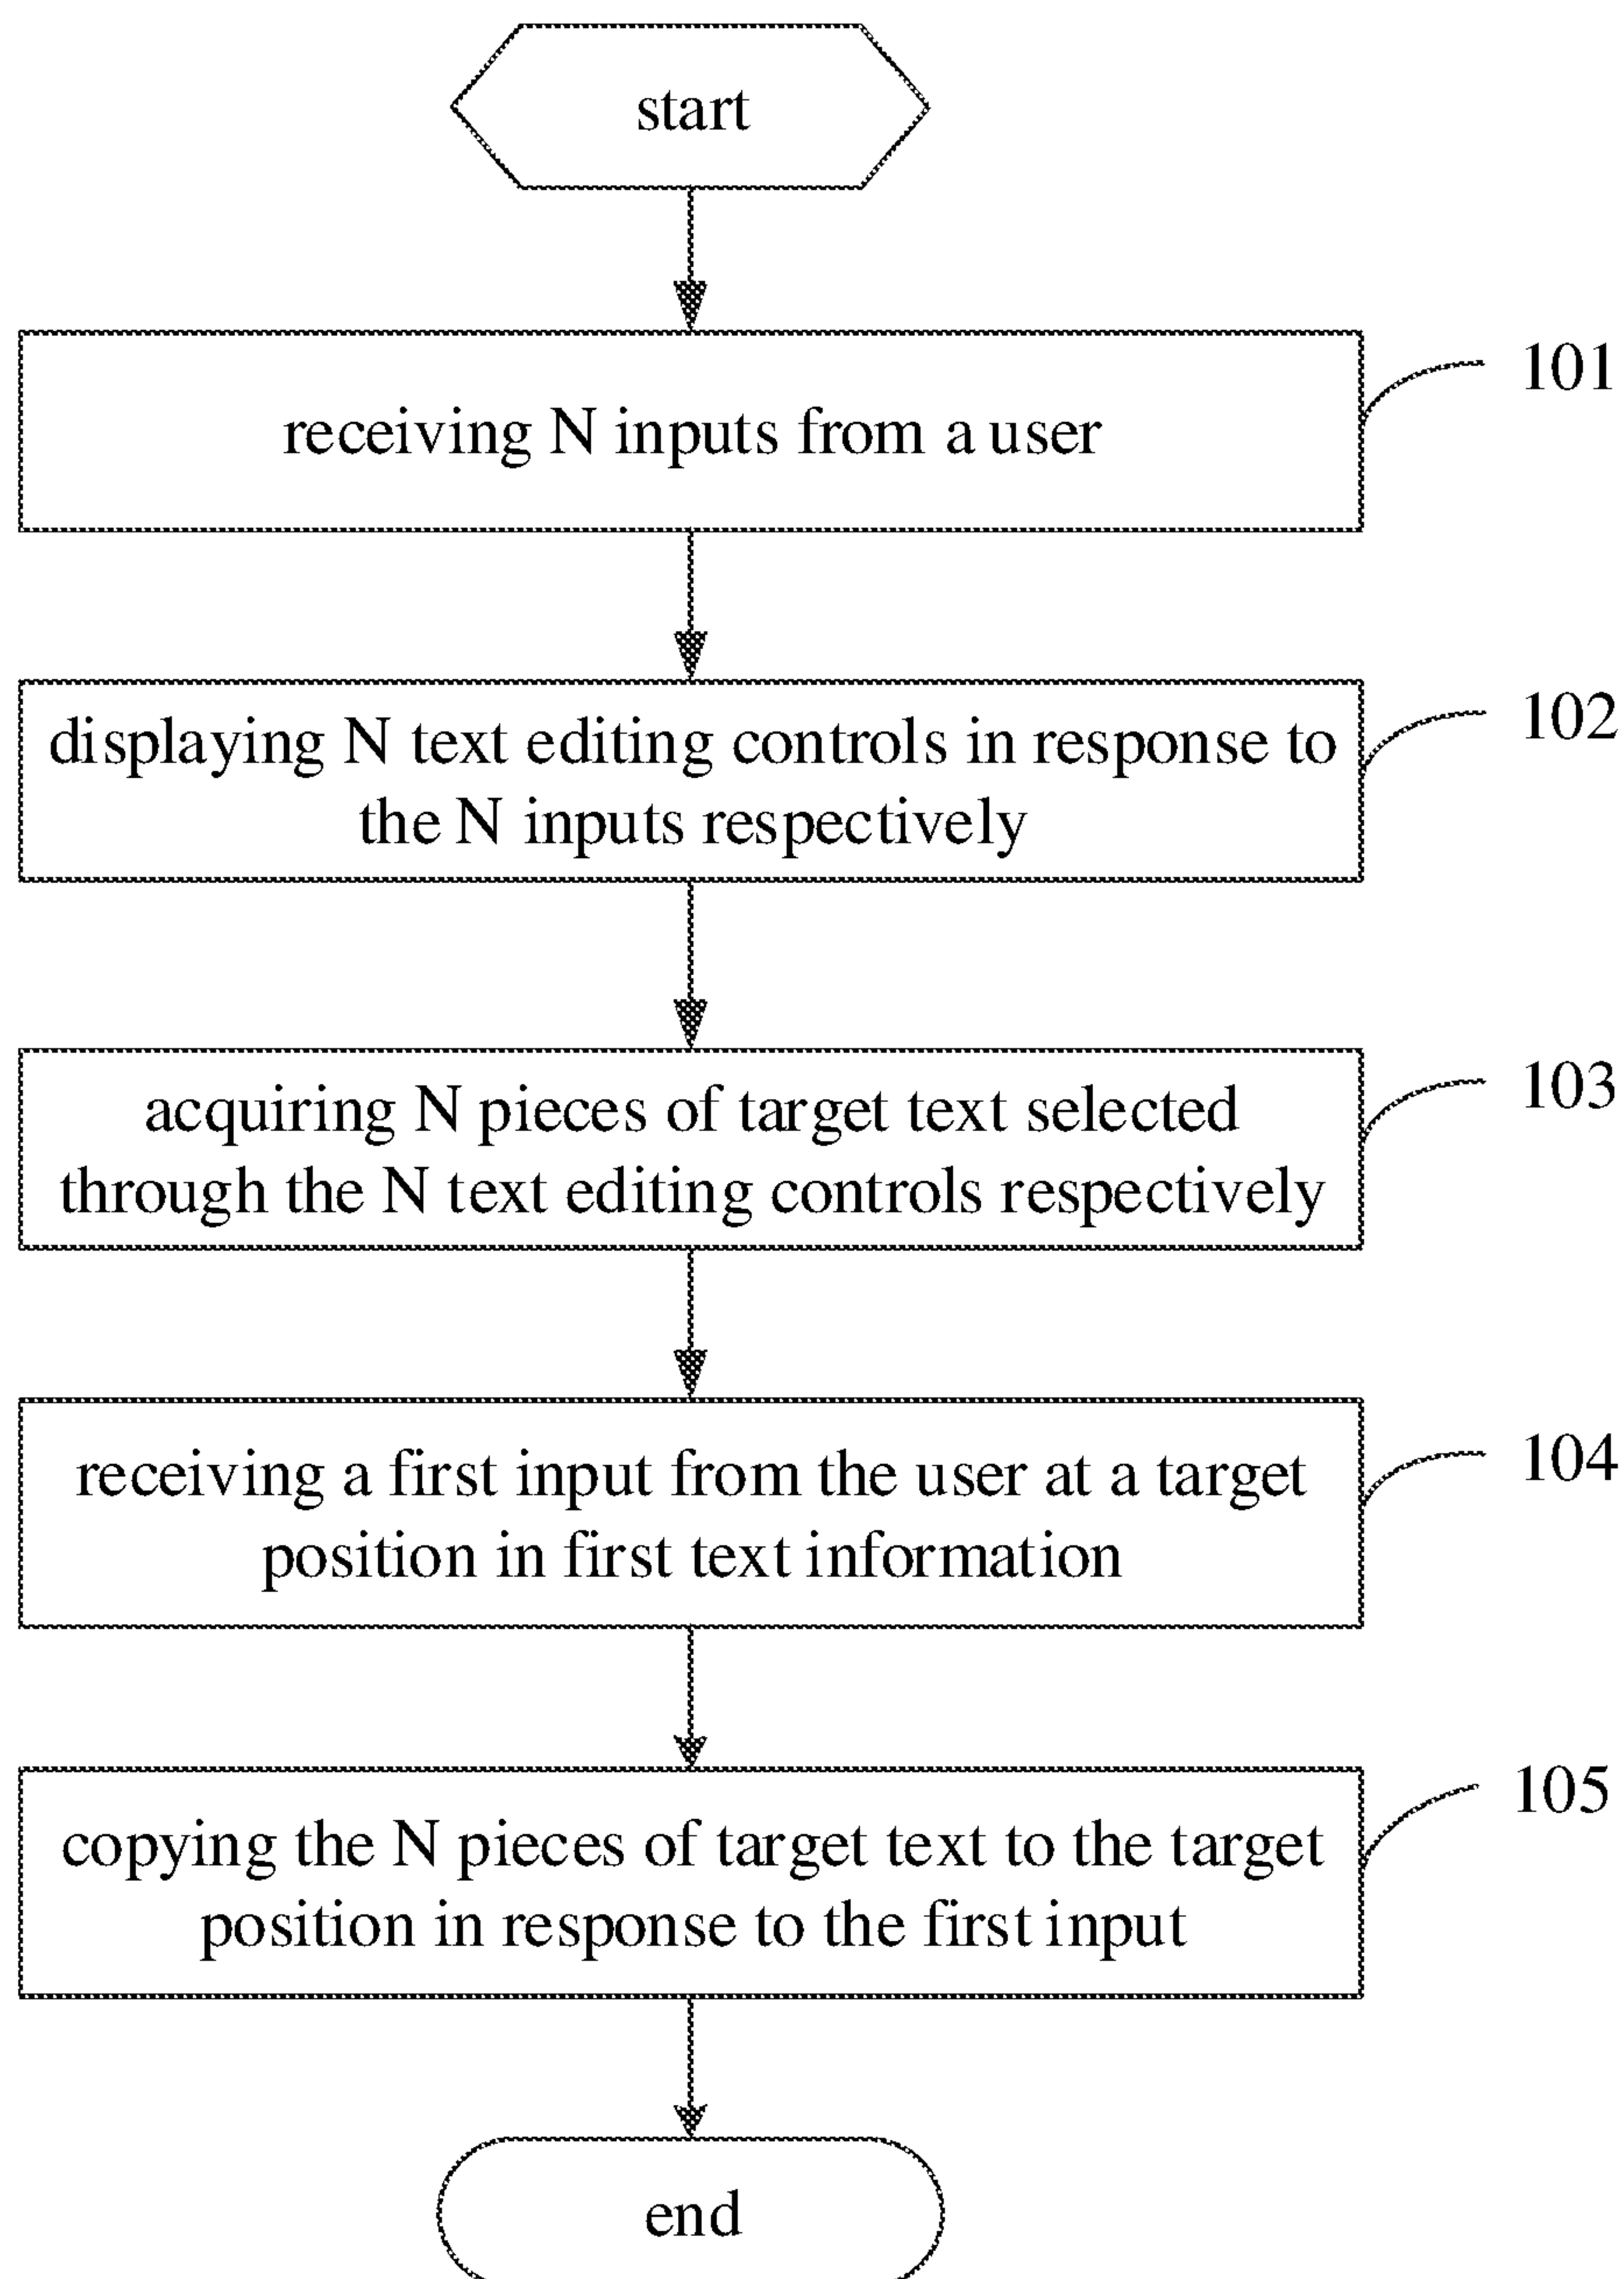 start
101
receiving N inputs from a user
102
displaying N text editing controls in response to
the N inputs respectively
103
acquiring N pieces of target text selected
through the N text editing controls respectively
104
receiving a first input from the user at a target
position in first text information
105
copying the N pieces of target text to the target
position in response to the first input
end